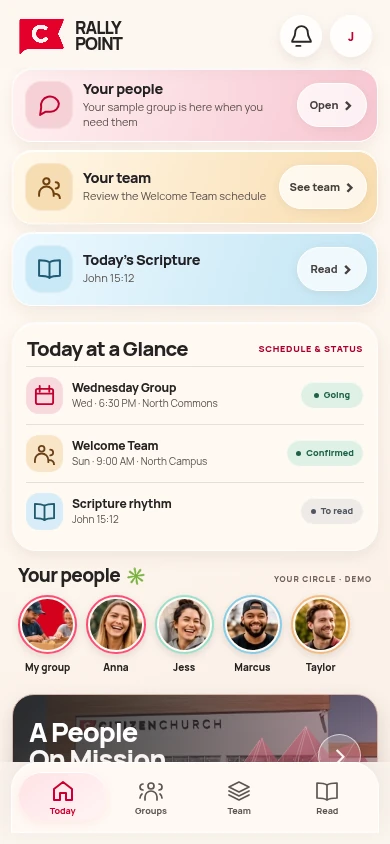 C
RALLY
POINT
J
Your people
Your sample group is here when you
need them
Open
Your team
Review the Welcome Team schedule
See team
Today's Scripture
John 15:12
Read
Today at a Glance
SCHEDULE & STATUS
Wednesday Group
Wed · 6:30 PM · North Commons
Going
Welcome Team
Sun · 9:00 AM · North Campus
Confirmed
Scripture rhythm
John 15:12
To read
Your people
YOUR CIRCLE · DEMO
My group
Anna
Jess
Marcus
Taylor
CITIZENCHURCH
A People
On Mission
Today
Groups
Team
Read